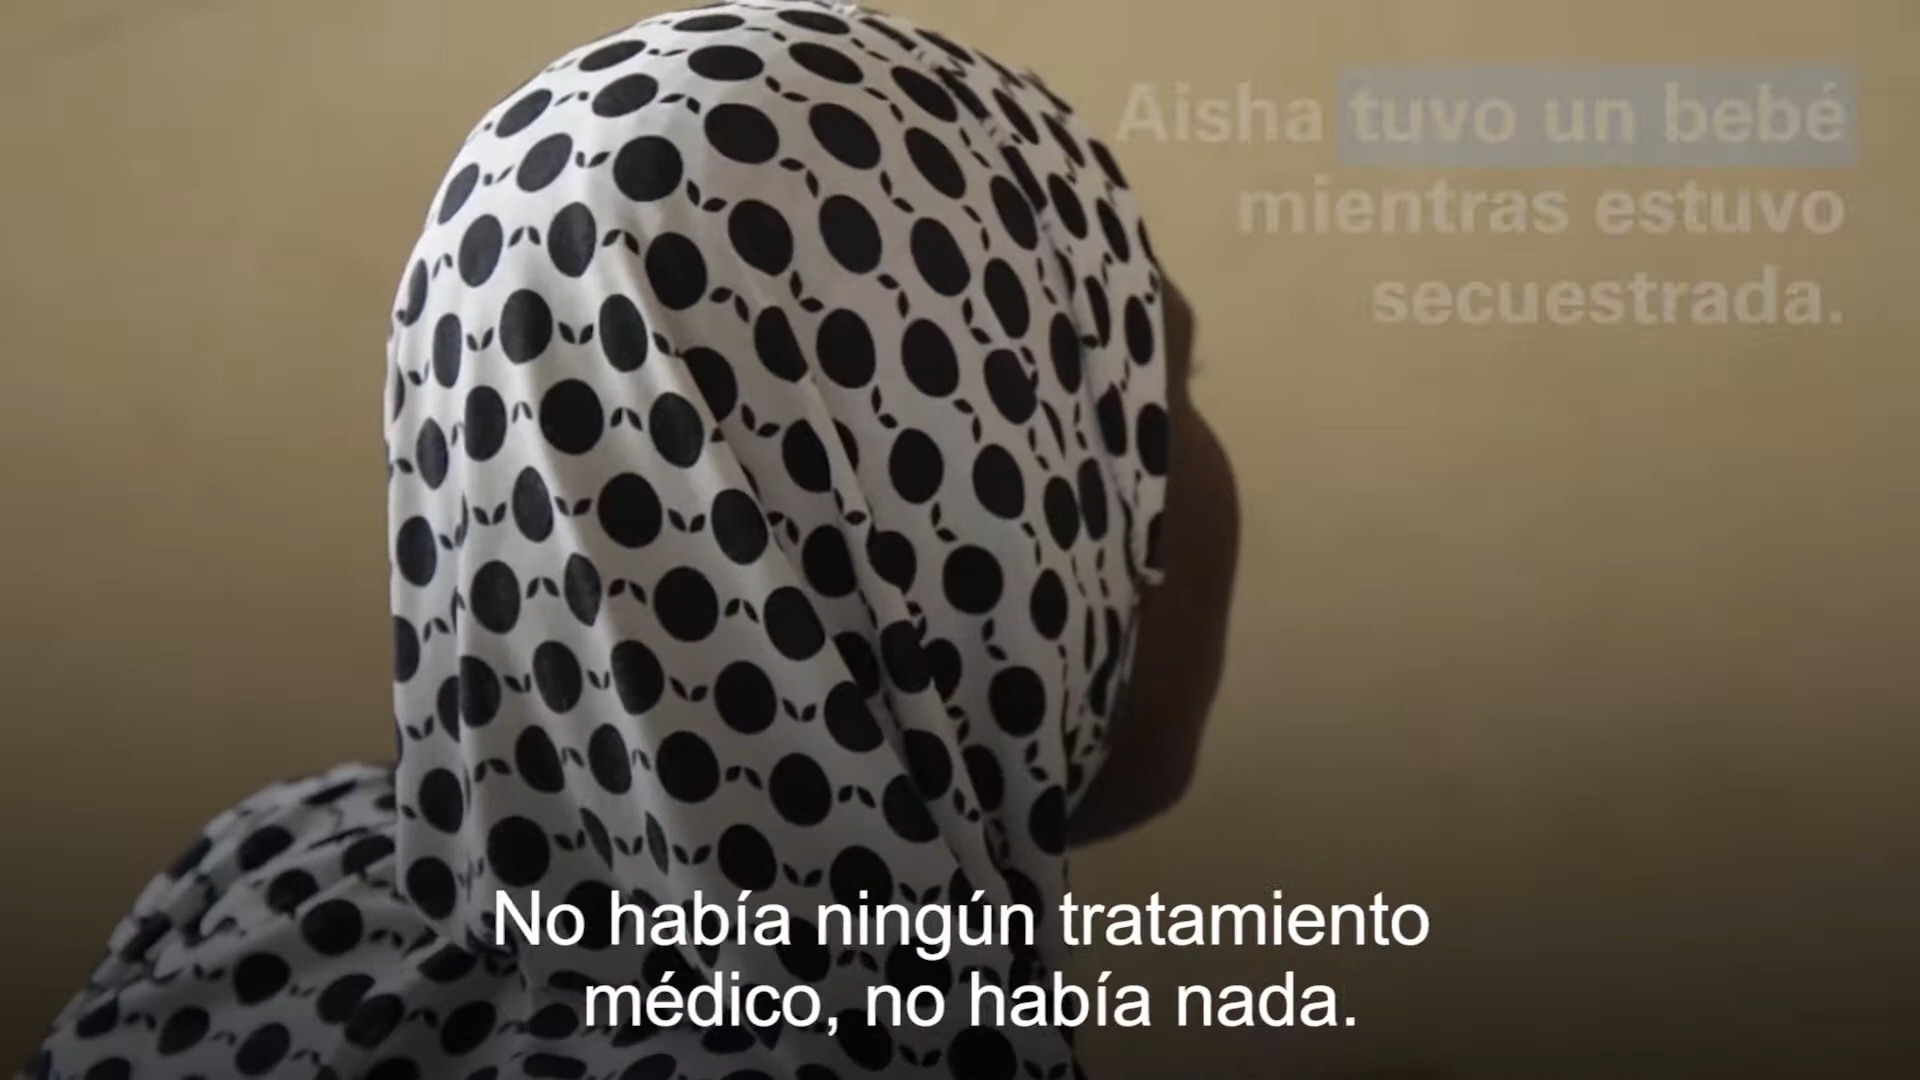 Aisha tuvo un bebé
mientras estuvo
secuestrada.
No había ningún tratamiento
médico, no había nada.